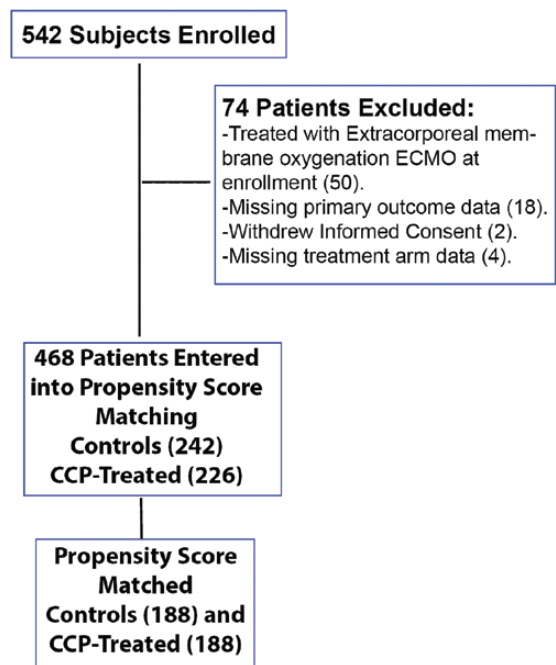 542 Subjects Enrolled
74 Patients Excluded:
-Treated with Extracorporeal mem-
brane oxygenation ECMO at
enrollment (50).
-Missing primary outcome data (18).
-Withdrew Informed Consent (2).
-Missing treatment arm data (4).
468 Patients Entered
into Propensity Score
Matching
Controls (242)
CCP-Treated (226)
Propensity Score
Matched
Controls (188) and
CCP-Treated (188)